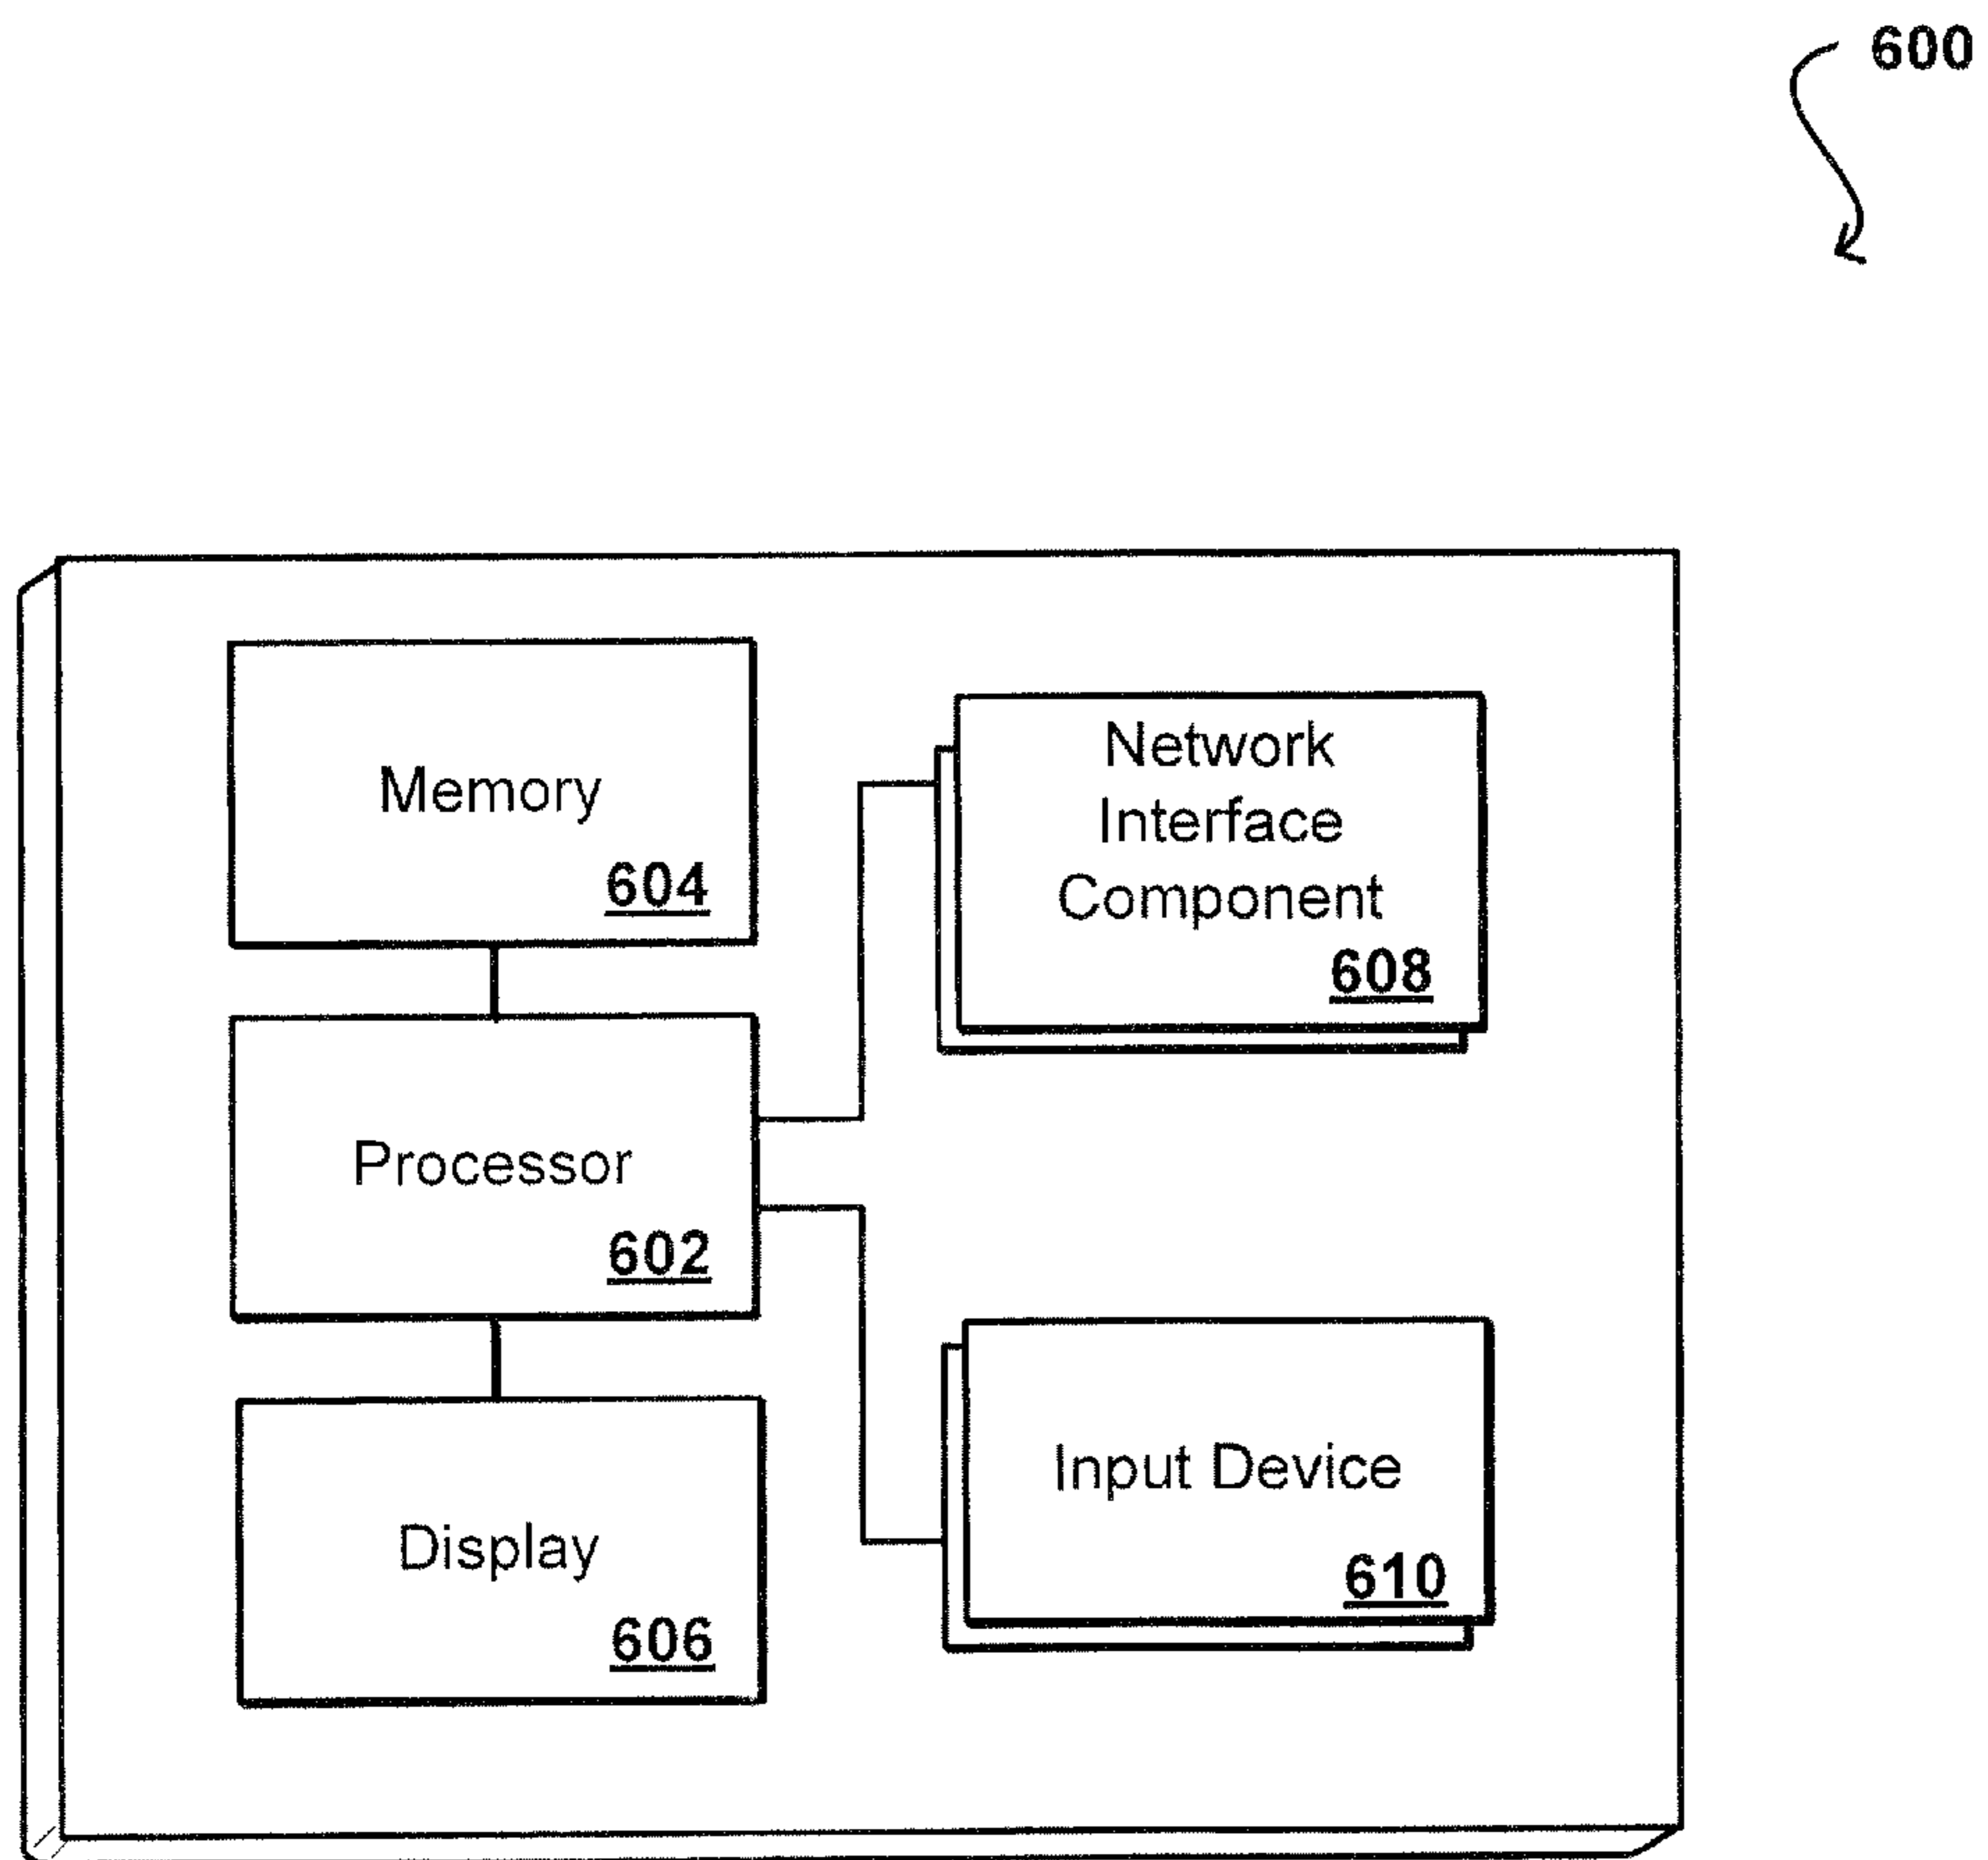 600
Memory
604
Network
Interface
Component
608
Processor
602
Input Device
610
Display
606